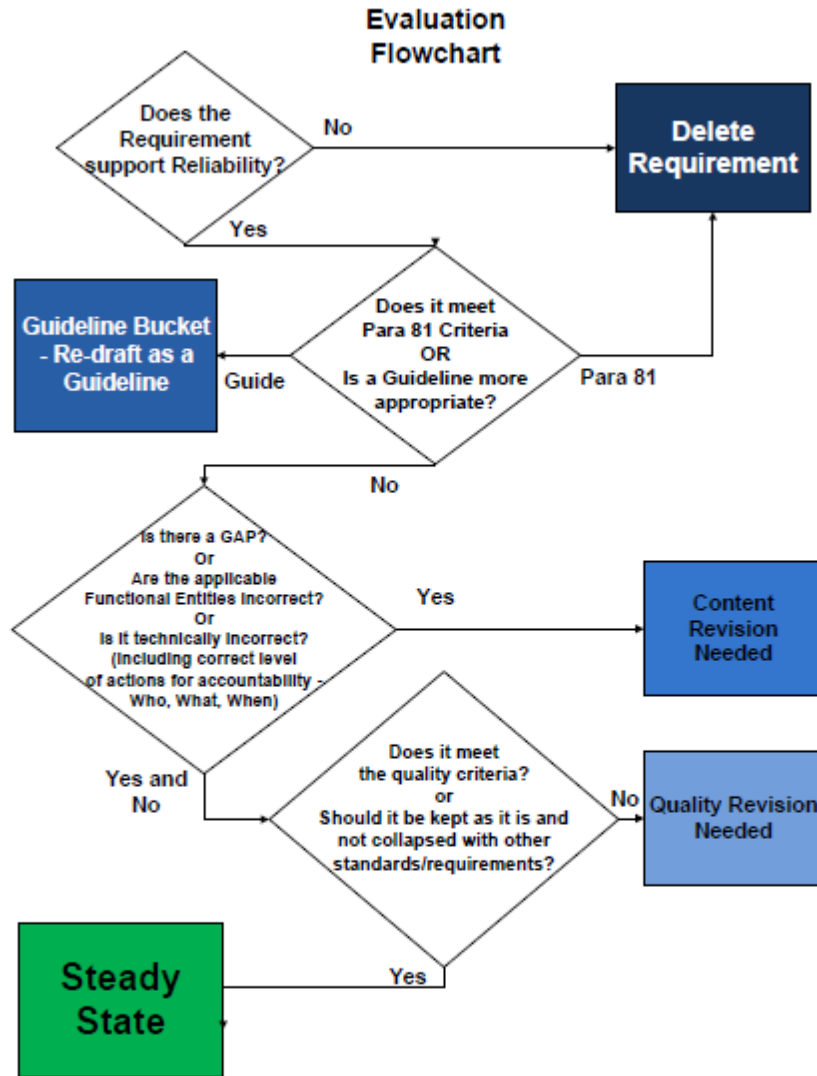 Evaluation
Flowchart
Does the
Requirement
support Reliability?
No
Delete
Requirement
Yes
Guideline Bucket
- Re-draft as a
Guideline
Guide
Does it meet
Para 81 Criteria
OR
Is a Guideline more
appropriate?
Para 81
No
Is there a GAP?
Or
Are the applicable
Functional Entities Incorrect?
Or
Is it technically incorrect?
(Including correct level
of actions for accountability -
Who, What, When)
Yes
Content
Revision
Needed
Yes and
No
Does it meet
the quality criteria?
or
Should it be kept as it is and
not collapsed with other
standards/requirements?
No
Quality Revision
Needed
Yes
Steady
State